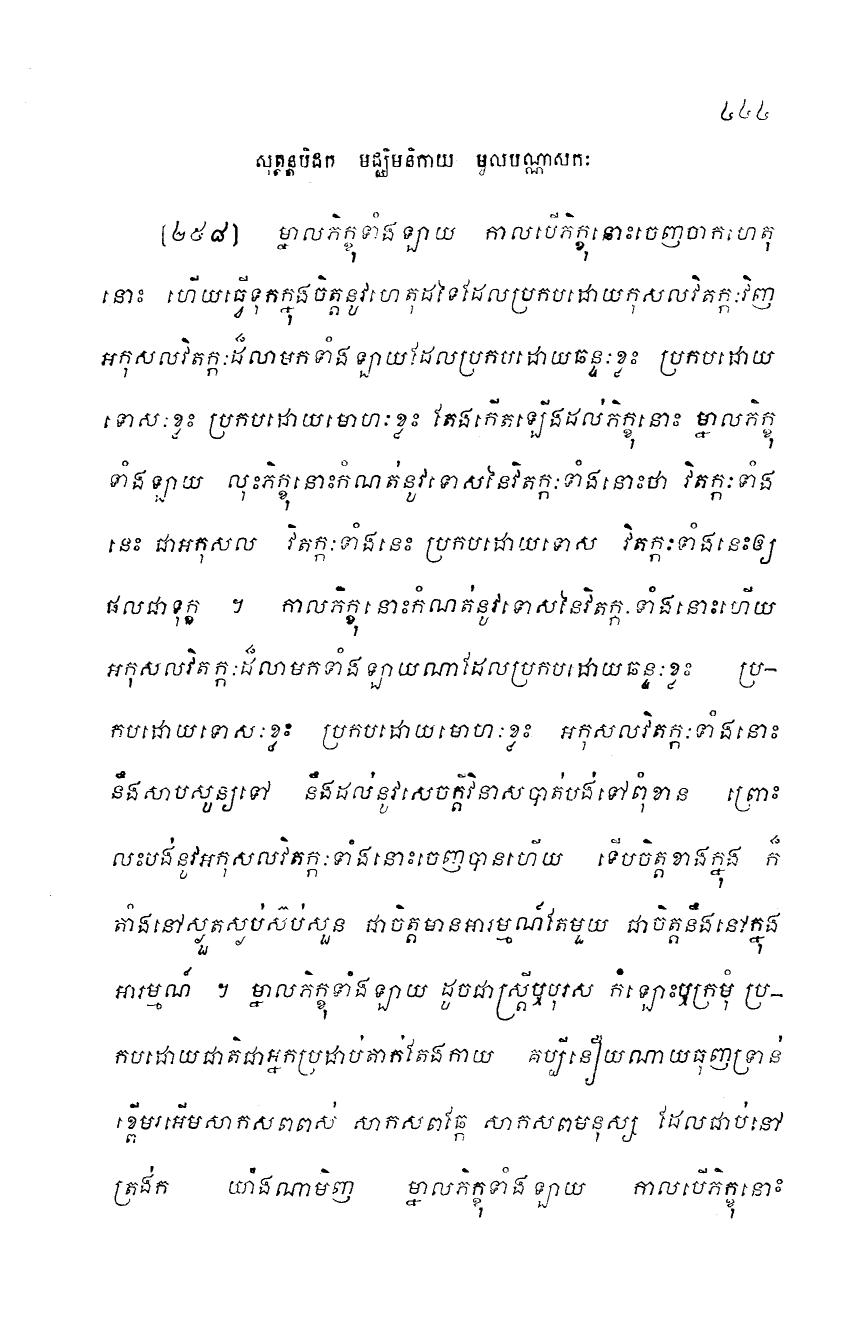 ៤៤៤
សុត្តន្តបិដក មជ្ឈិមនិកាយ មូលបណ្ណាសកៈ
[២៥៨] ម្នាលភិក្ខុទាំងឡាយ កាលបើភិក្ខុនោះចេញចាកហេតុ
នោះ ហើយធ្វើទុកក្នុងចិត្តនូវហេតុដទៃដែលប្រកបដោយកុសលវិតក្កៈវិញ
អកុសលវិតក្កៈដ៏លាមកទាំងឡាយដែលប្រកបដោយឆន្ទៈខ្លះ ប្រកបដោយ
ទោសៈខ្លះ ប្រកបដោយមោហៈខ្លះ តែងកើតឡើងដល់ភិក្ខុនោះ ម្នាលភិក្ខុ
ទាំងឡាយ លុះភិក្ខុនោះកំណត់នូវទោសនៃវិតក្កៈទាំងនោះថា វិតក្កៈទាំង
នេះ ជាអកុសល វិតក្កៈទាំងនេះ ប្រកបដោយទោស វិតក្កៈទាំងនេះឲ្យ
ផលជាទុក្ខ ។ កាលភិក្ខុនោះកំណត់នូវទោសនៃវិតក្កៈទាំងនោះហើយ
អកុសលវិតក្កៈដ៏លាមកទាំងឡាយណាដែលប្រកបដោយឆន្ទៈខ្លះ ប្រ-
កបដោយទោសៈខ្លះ ប្រកបដោយមោហៈខ្លះ អកុសលវិតក្កៈទាំងនោះ
នឹងសាបសូន្យទៅ នឹងដល់នូវសេចក្តីវិនាសបាត់បង់ទៅពុំខាន ព្រោះ
លះបង់នូវអកុសលវិតក្កៈទាំងនោះចេញបានហើយ ទើបចិត្តខាងក្នុង ក៏
តាំងនៅស្ងួតស្ងប់ស៊ប់សួន ជាចិត្តមានអារម្មណ៍តែមួយ ជាចិត្តនឹងនៅក្នុង
អារម្មណ៍ ។ ម្នាលភិក្ខុទាំងឡាយ ដូចជាស្ត្រីឬបុរស កំឡោះឬក្រមុំ ប្រ-
កបដោយជាតិជាអ្នកប្រដាប់តាក់តែងកាយ គប្បីនឿយណាយធុញទ្រាន់
ខ្ពើមរអើមសាកសពពស់ សាកសពឆ្កែ សាកសពមនុស្ស ដែលជាប់នៅ
ត្រង់ក យ៉ាងណាមិញ ម្នាលភិក្ខុទាំងឡាយ កាលបើភិក្ខុនោះ